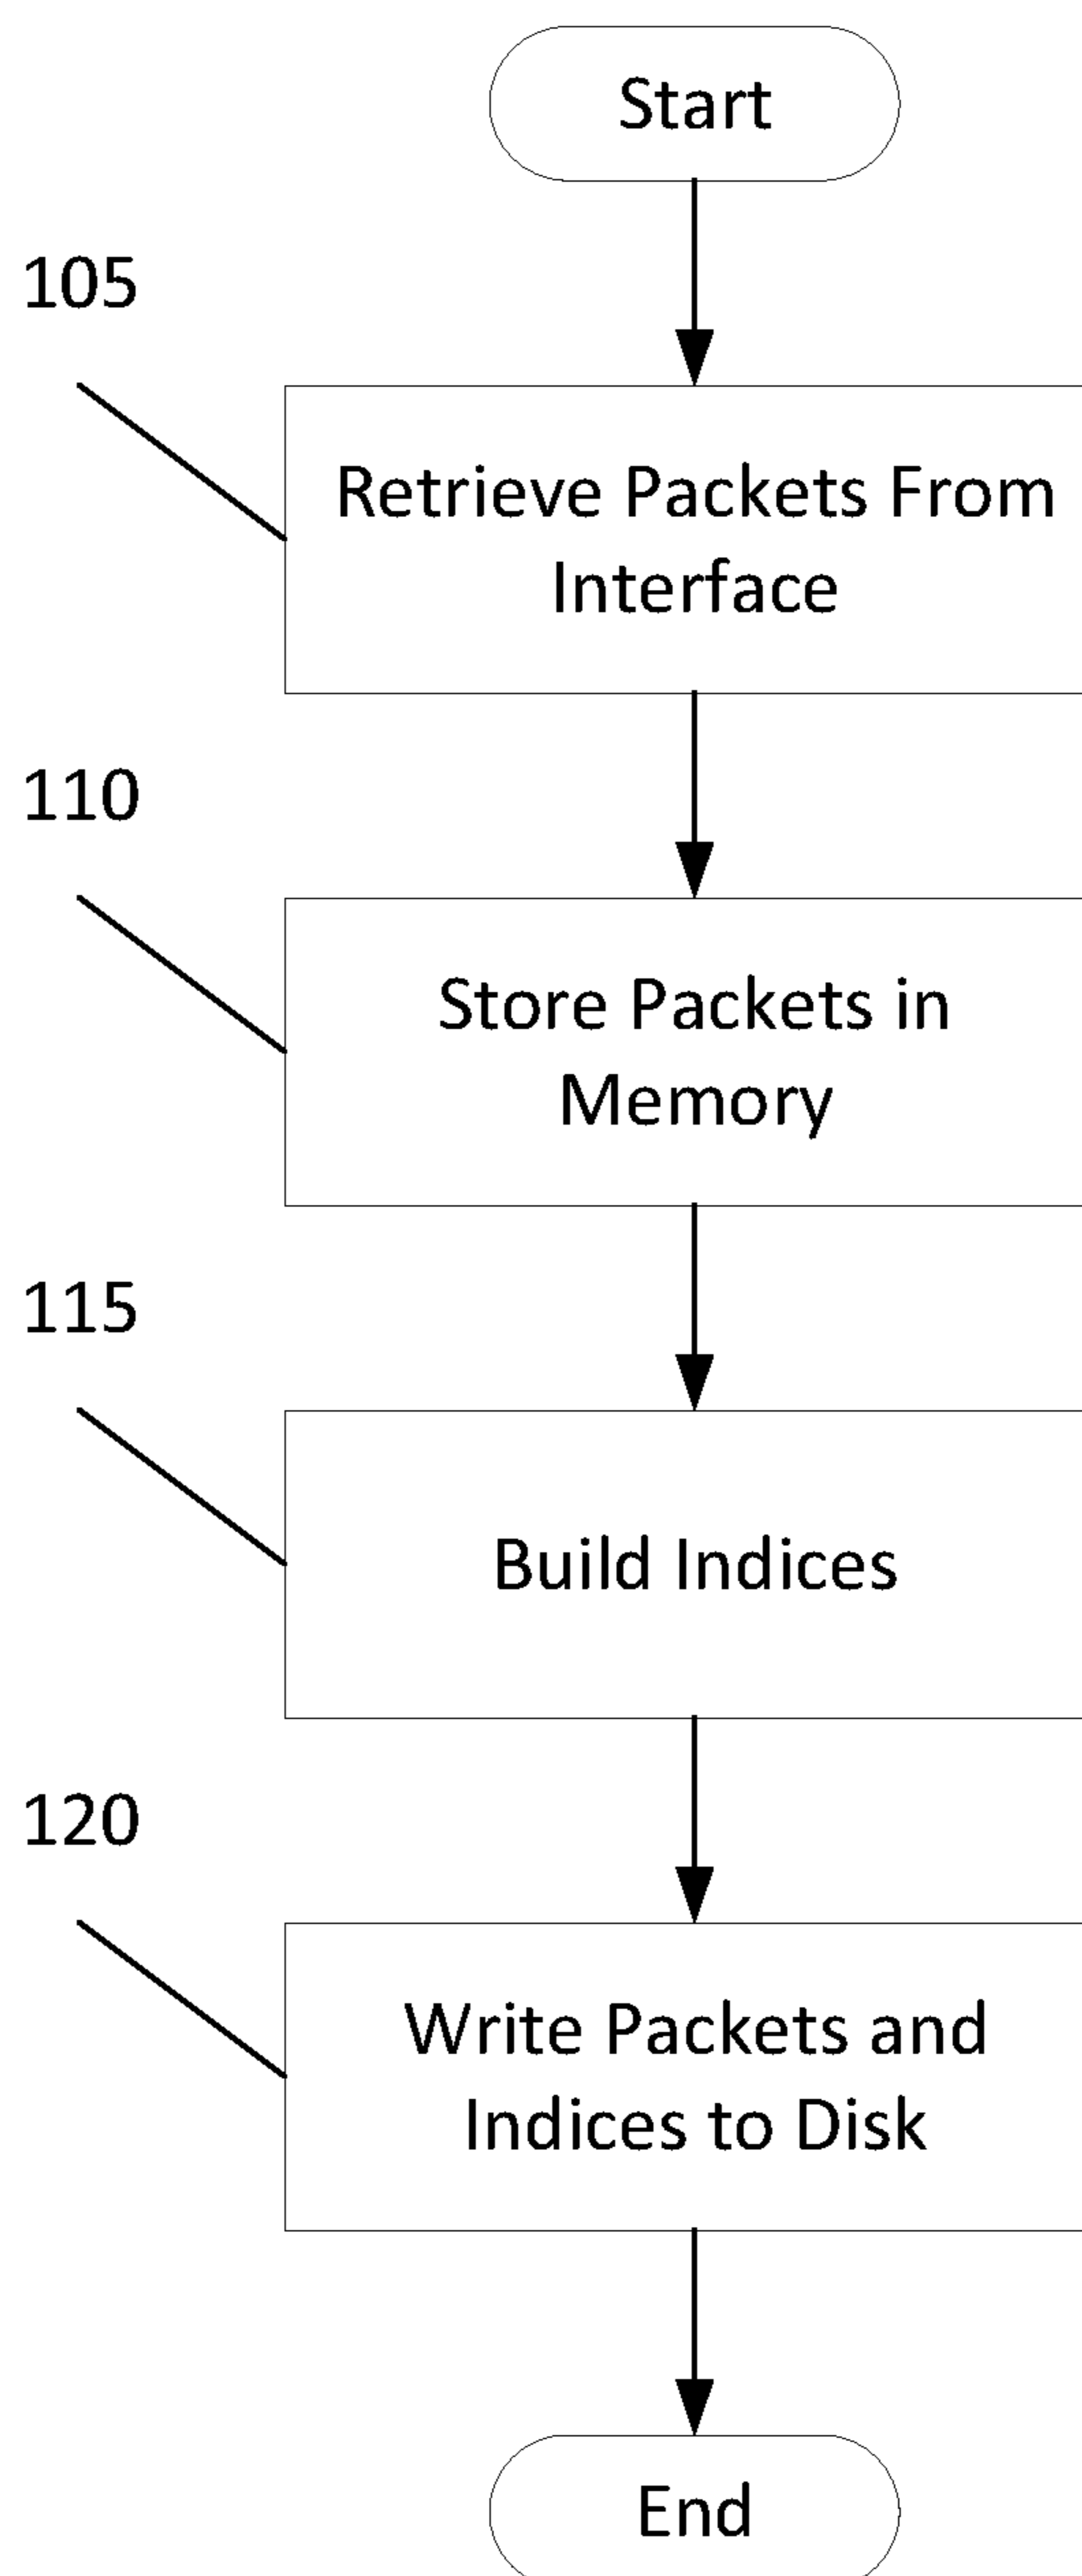 Start
105
Retrieve Packets From
Interface
110
Store Packets in
Memory
115
Build Indices
120
Write Packets and
Indices to Disk
End